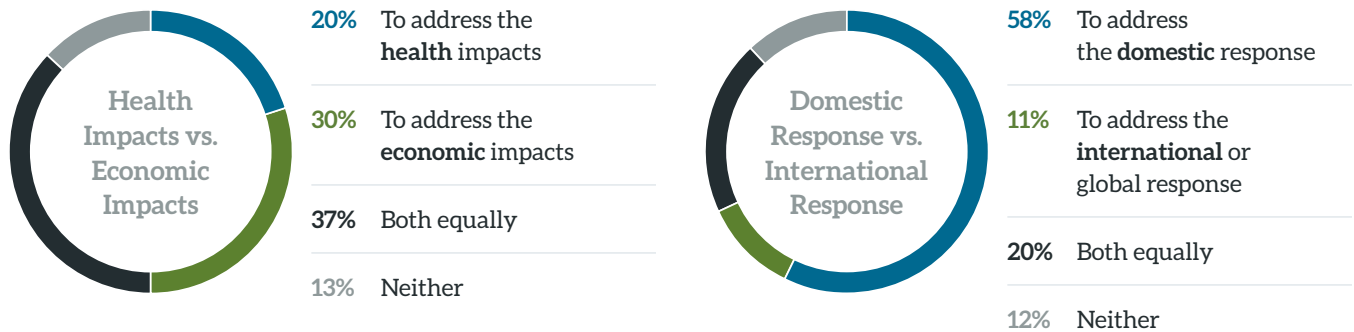 Health
Impacts vs.
Economic
Impacts
20% To address the
health impacts
30% To address the
economic impacts
37% Both equally
13% Neither
Domestic
Response vs.
International
Response
58% To address
the domestic response
11% To address the
international or
global response
20% Both equally
12% Neither